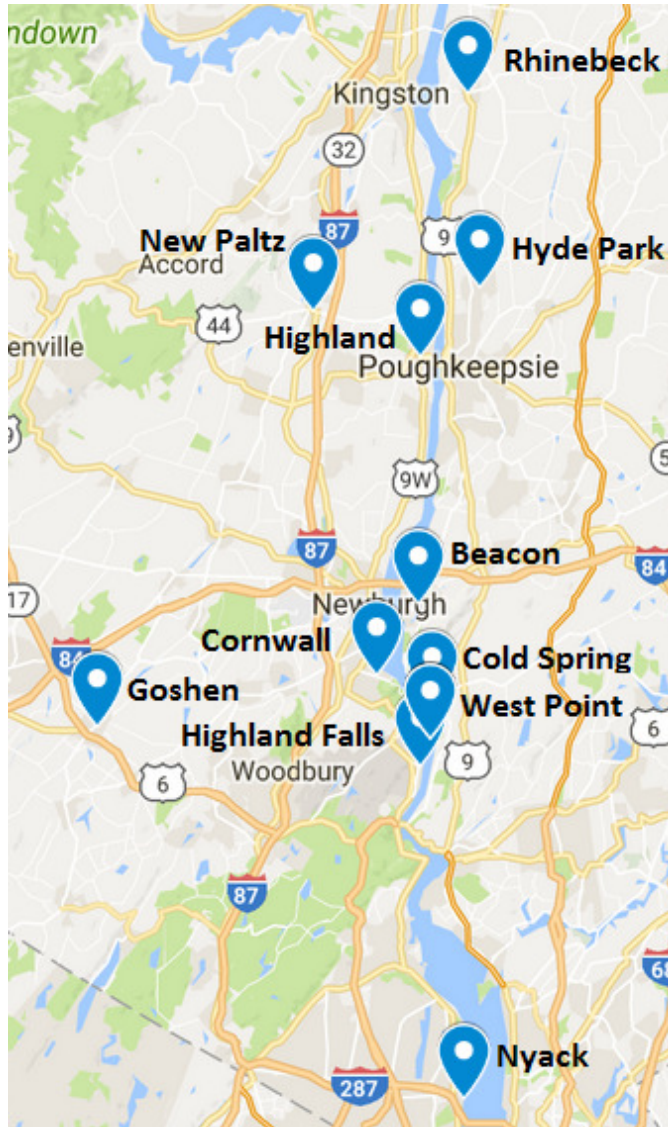 ndown
Rhinebeck
Kingston
32
87
9
New Paltz
Accord
Hyde Park
44
Highland
enville
Poughkeepsie
9W
87
Beacon
84
17
Newburgh
Cornwall
84
Cold Spring
Goshen
West Point
Highland Falls
6
Woodbury
9
6
87
Nyack
287